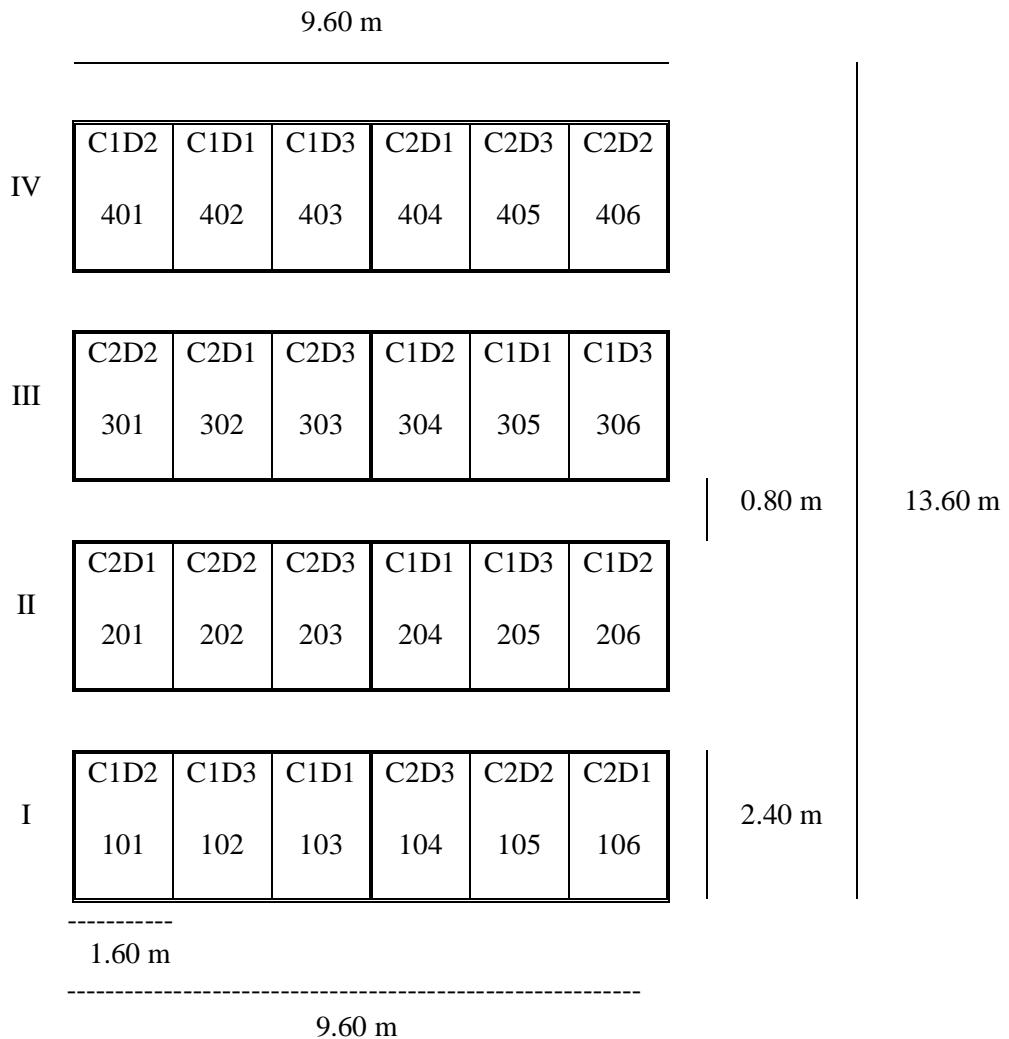 9.60 m
C1D2 C1D1 C1D3 C2D1 C2D3 C2D2
IV
401 402 403 404 405 406
C2D2 C2D1 C2D3 C1D2 C1D1 C1D3
III
301 302 303 304 305 306
0.80 m 13.60 m
C2D1 C2D2 C2D3 C1D1 C1D3 C1D2
II
201 202 203 204 205 206
C1D2 C1D3 C1D1 C2D3 C2D2 C2D1
I 2.40 m
101 102 103 104 105 106
1.60 m
9.60 m